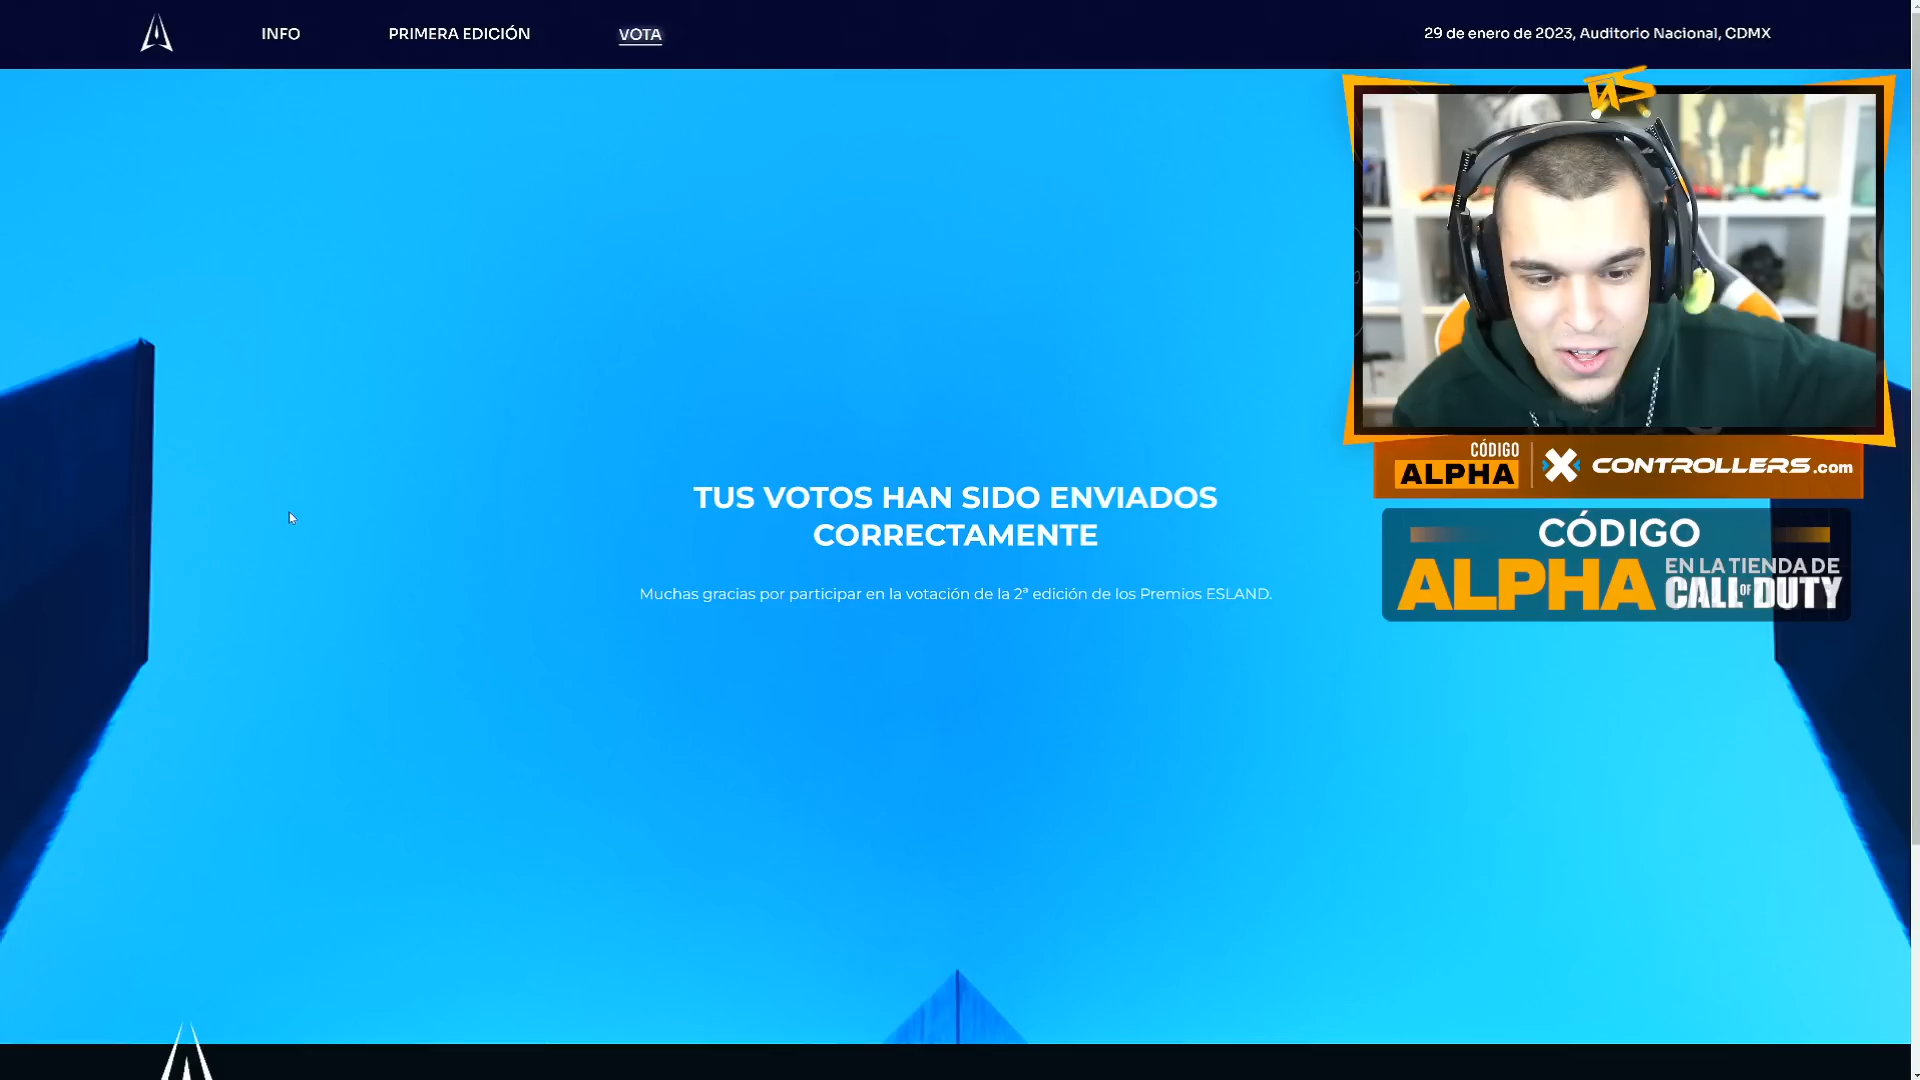 INFO
PRIMERA EDICIÓN
VOTA
29 de enero de 2023, Auditorio Nacional, CDMX
TUS VOTOS HAN SIDO ENVIADOS
CORRECTAMENTE
Muchas gracias por participar en la votación de la 2ª edición de los Premios ESLAND.
CÓDIGO
ALPHA
CONTROLLERS.com
CÓDIGO
ALPHA
EN LA TIENDA DE
CALL OF DUTY